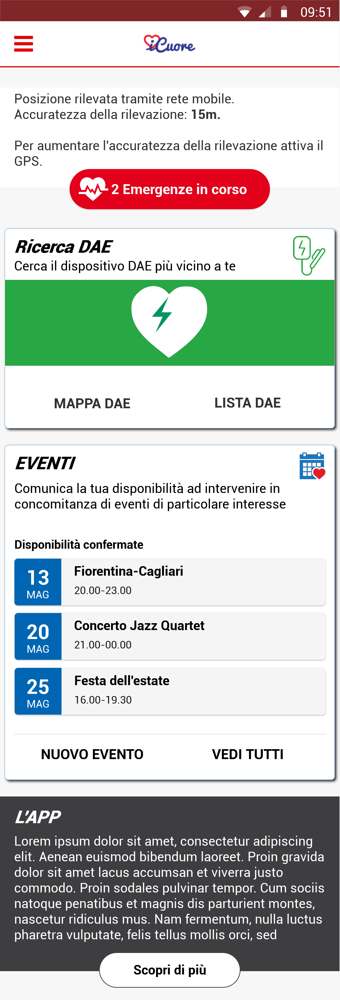 09:51
iCuore
Posizione rilevata tramite rete mobile.
Accuratezza della rilevazione: 15m.
Per aumentare l'accuratezza della rilevazione attiva il
GPS.
2 Emergenze in corso
Ricerca DAE
Cerca il dispositivo DAE più vicino a te
MAPPA DAE
LISTA DAE
EVENTI
Comunica la tua disponibilità ad intervenire in
concomitanza di eventi di particolare interesse
Disponibilità confermate
13
MAG
Fiorentina-Cagliari
20.00-23.00
20
MAG
Concerto Jazz Quartet
21.00-00.00
25
MAG
Festa dell'estate
16.00-19.30
NUOVO EVENTO
VEDI TUTTI
L'APP
Lorem ipsum dolor sit amet, consectetur adipiscing
elit. Aenean euismod bibendum laoreet. Proin gravida
dolor sit amet lacus accumsan et viverra justo
commodo. Proin sodales pulvinar tempor. Cum sociis
natoque penatibus et magnis dis parturient montes,
nascetur ridiculus mus. Nam fermentum, nulla luctus
pharetra vulputate, felis tellus mollis orci, sed
Scopri di più